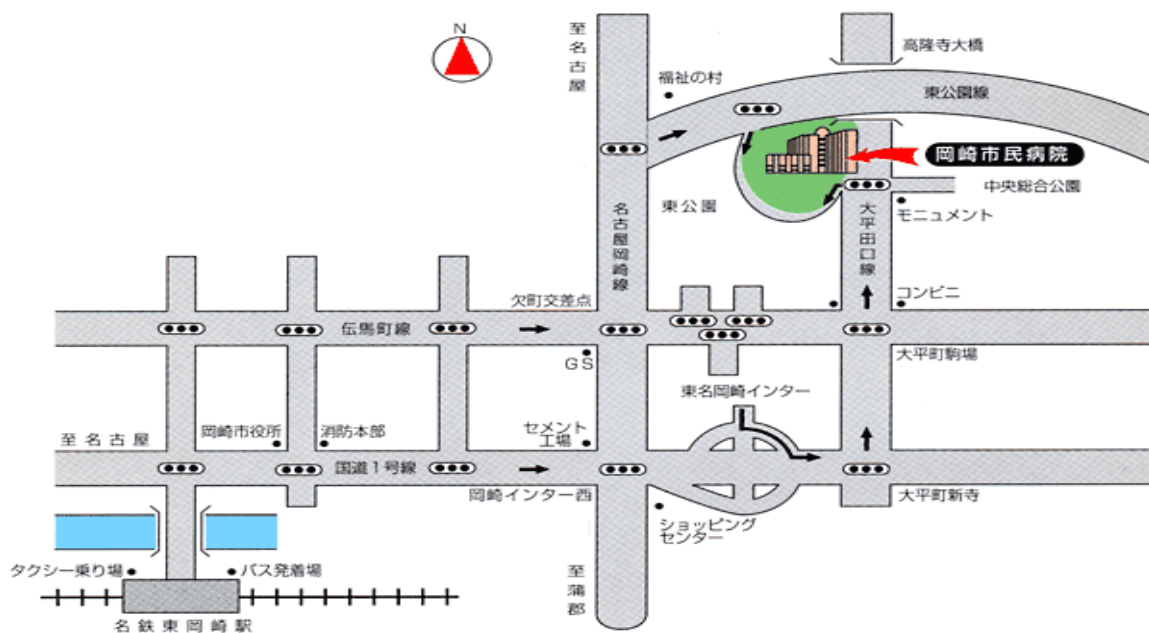 N
至名古屋
高隆寺大橋
福祉の村
東公園線
岡崎市民病院
中央総合公園
東公園
モニュメント
名古屋岡崎線
大平田口線
欠町交差点
コンビニ
伝馬町線
GS
大平町駒場
東名岡崎インター
至名古屋
岡崎市役所
消防本部
セメント
工場
国道1号線
岡崎インター西
大平町新寺
ショッピング
センター
タクシー乗り場
バス発着場
至蒲郡
名鉄東岡崎駅